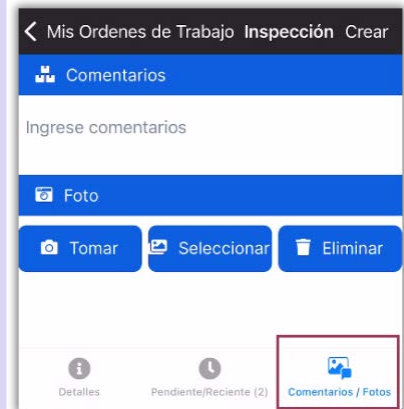 Mis Ordenes de Trabajo Inspección Crear
Comentarios
Ingrese comentarios
Foto
Tomar Seleccionar Eliminar
Detalles Pendiente/Reciente (2) Comentarios / Fotos